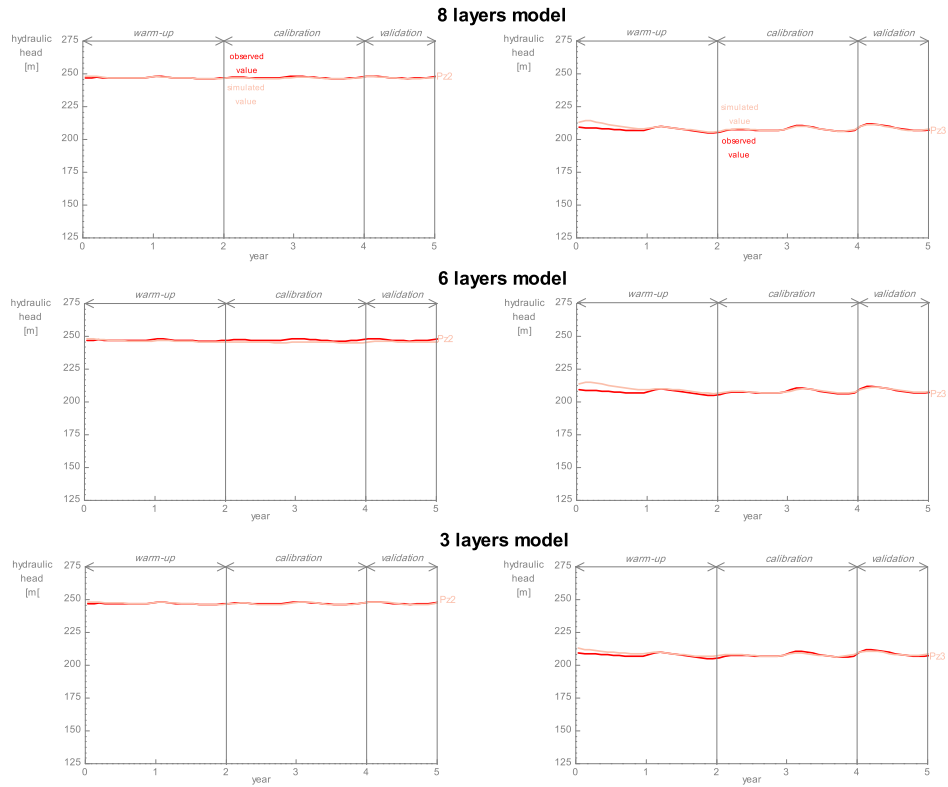 8 layers model
hydraulic
head
[m]
warm-up calibration validation
275
250
225
200
175
150
125
observed
value
simulated
value
Pz2
0 1 2 3 4 5
year
hydraulic
head
[m]
warm-up calibration validation
275
250
225
200
175
150
125
simulated
value
observed
value
Pz3
0 1 2 3 4 5
year
6 layers model
hydraulic
head
[m]
warm-up calibration validation
275
250
225
200
175
150
125
Pz2
0 1 2 3 4 5
year
hydraulic
head
[m]
warm-up calibration validation
275
250
225
200
175
150
125
Pz3
0 1 2 3 4 5
year
3 layers model
hydraulic
head
[m[
warm-up calibration validation
275
250
225
200
175
150
125
Pz2
0 1 2 3 4 5
year
hydraulic
head
[m]
warm-up calibration validation
275
250
225
200
175
150
125
Pz3
0 1 2 3 4 5
year